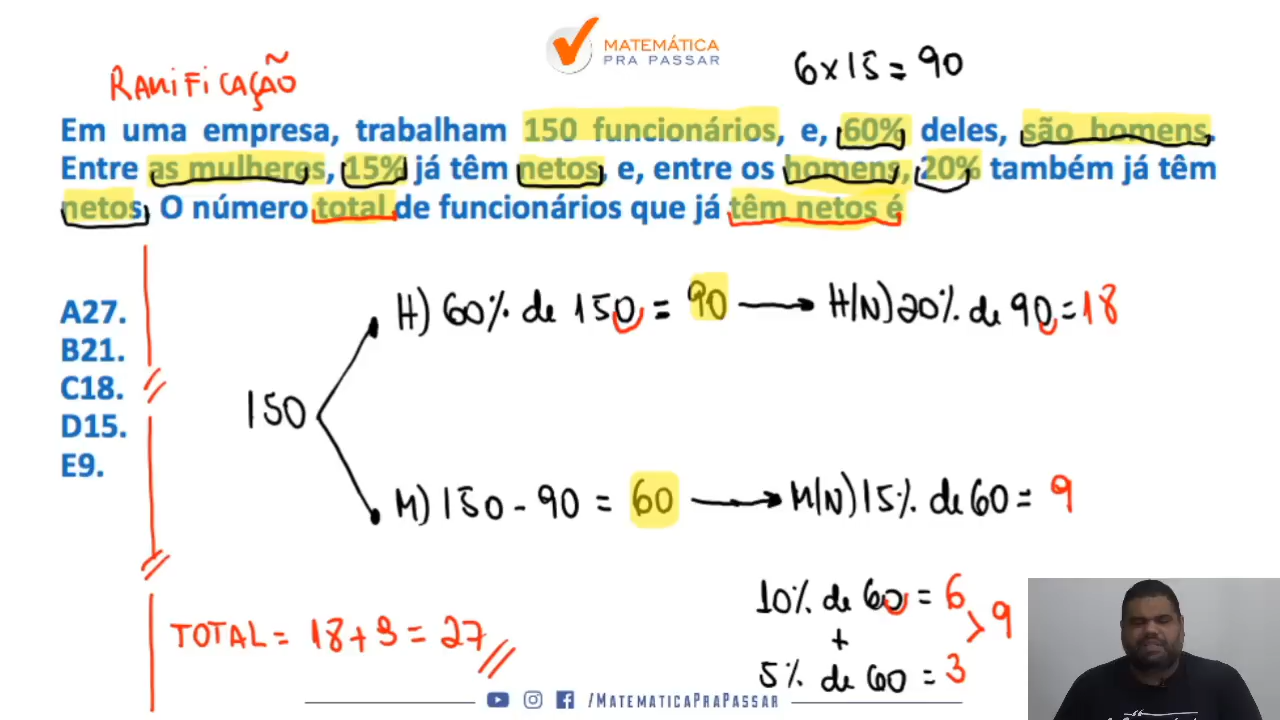 MATEMÁTICA
PRA PASSAR
6x15=90
RAMIFICAÇÃO
Em uma empresa, trabalham 150 funcionários, e, 60% deles, são homens.
Entre as mulheres, 15% já têm netos e, entre os homens, 20% também já têm
netos. O número total de funcionários que já têm netos é
A27.
B21.
C18.
D15.
E9.
H) 60% de 150 = 90 → H(N) 20% de 90 = 18
150
M) 150 - 90 = 60 → M(N) 15% de 60 = 9
10% de 60 = 6
+ > 9
5% de 60 = 3
TOTAL = 18 + 9 = 27
/MATEMATICAPRAPASSAR